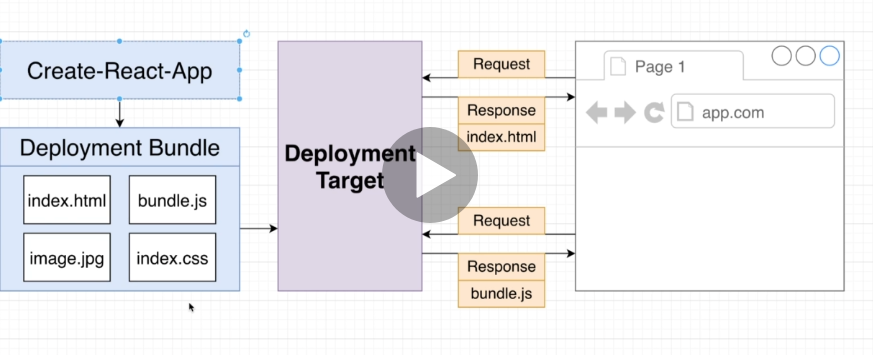 Create-React-App
Deployment Bundle
index.html
bundle.js
image.jpg
index.css
Deployment
Target
Request
Response
index.html
Request
Response
bundle.js
Page 1
app.com